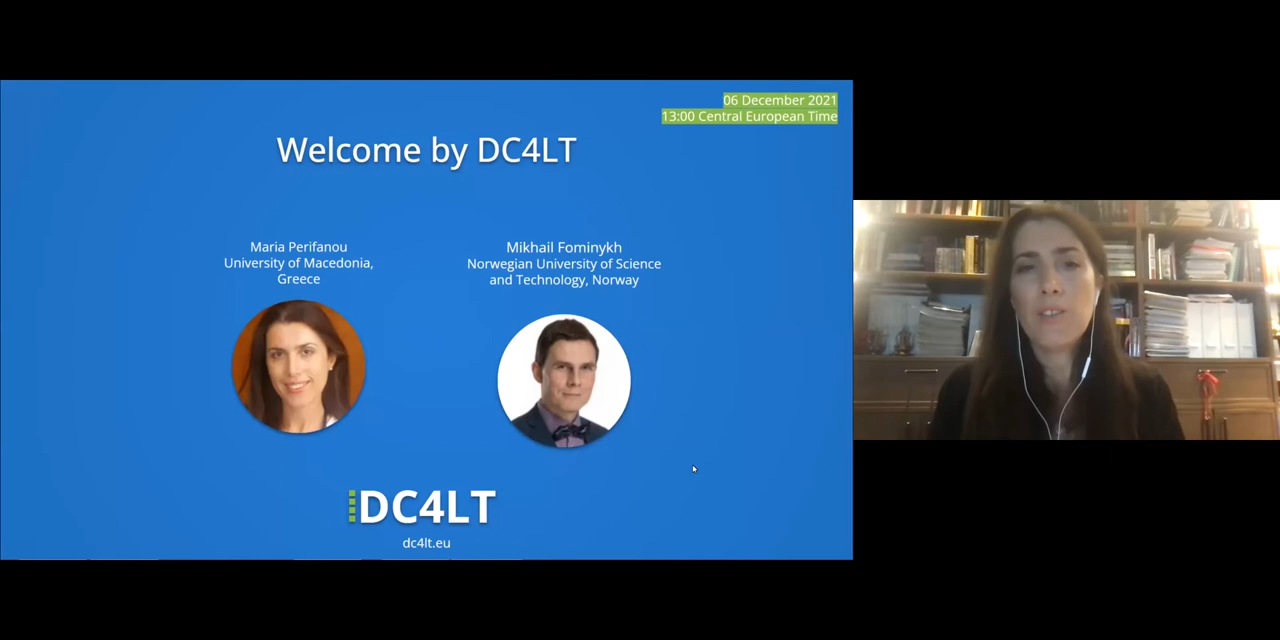 06 December 2021
13:00 Central European Time
Welcome by DC4LT
Maria Perifanou
University of Macedonia,
Greece
Mikhail Fominykh
Norwegian University of Science
and Technology, Norway
DC4LT
dc4lt.eu